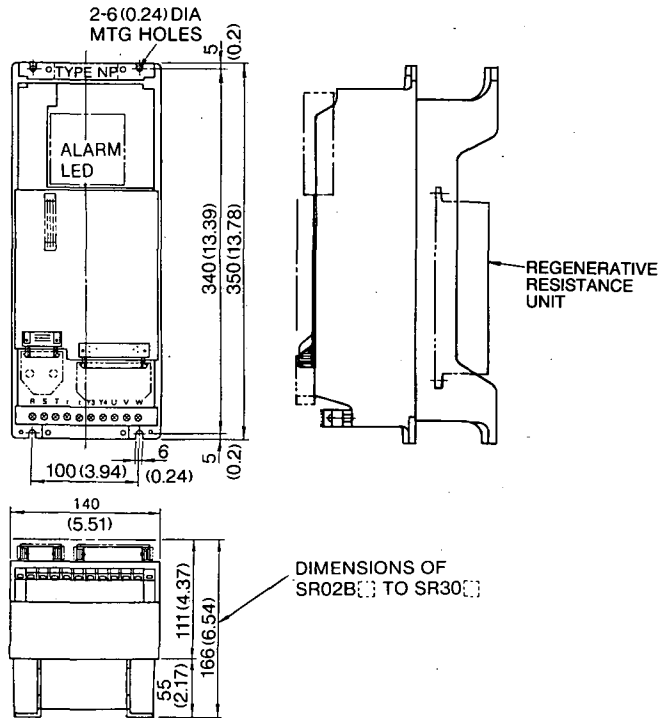 2-6(0.24)DIA
MTG HOLES
5
(0.2)
TYPE NP
ALARM
LED
340(13.39)
350(13.78)
REGENERATIVE
RESISTANCE
UNIT
R S T r t Y3 Y4 U V W
100(3.94)
6
(0.24)
5
(0.2)
140
(5.51)
DIMENSIONS OF
SR02B[] TO SR30[]
111(4.37)
166(6.54)
55
(2.17)